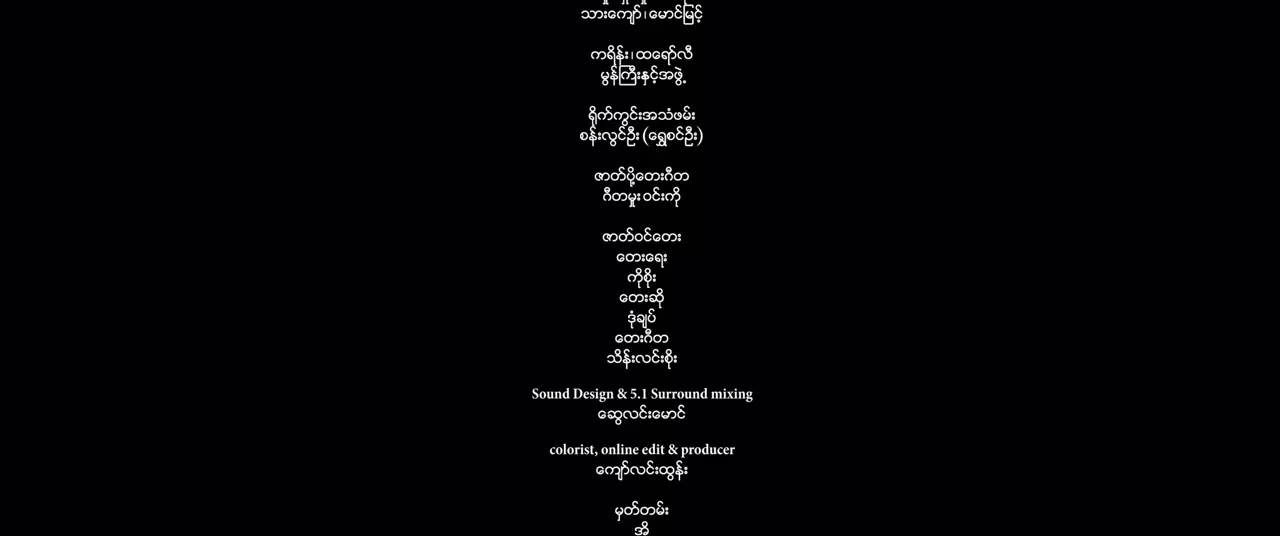 သားကျော်၊မောင်မြင့်
ကရိန်း၊ထရော်လီ
မွန်ကြီးနှင့်အဖွဲ့
ရိုက်ကွင်းအသံဖမ်း
စန်းလွင်ဦး (ရွှေစင်ဦး)
ဇာတ်ပို့တေးဂီတ
ဂီတမှူး ဝင်းကို
ဇာတ်ဝင်တေး
တေးရေး
ကိုစိုး
တေးဆို
ဒုံချပ်
တေးဂီတ
သိန်းလင်းစိုး
Sound Design & 5.1 Surround mixing
ဆွေလင်းမောင်
colorist, online edit & producer
ကျော်လင်းထွန်း
မှတ်တမ်း